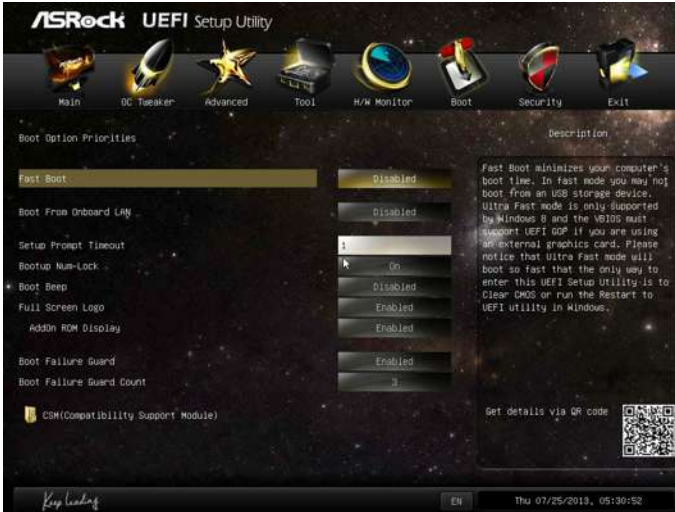 ASRock UEFI Setup Utility
Main OC Tweaker Advanced Tool H/W Monitor Boot Security Exit
Boot Option Priorities
Fast Boot Disabled
Boot From Onboard LAN Disabled
Setup Prompt Timeout 1
Bootup Num-Lock On
Boot Beep Disabled
Full Screen Logo Enabled
AddOn ROM Display Enabled
Boot Failure Guard Enabled
Boot Failure Guard Count 3
CSM(Compatibility Support Module)
Description
Fast Boot minimizes your computer's
boot time. In fast mode you may not
boot from an USB storage device.
Ultra Fast mode is only supported
by Windows 8 and the VBIOS must
support UEFI GOP if you are using
an external graphics card. Please
notice that Ultra Fast mode will
boot so fast that the only way to
enter this UEFI Setup Utility is to
Clear CMOS or run the Restart to
UEFI utility in Windows.
Get details via QR code
Keep Leading
EN Thu 07/25/2013, 05:30:52